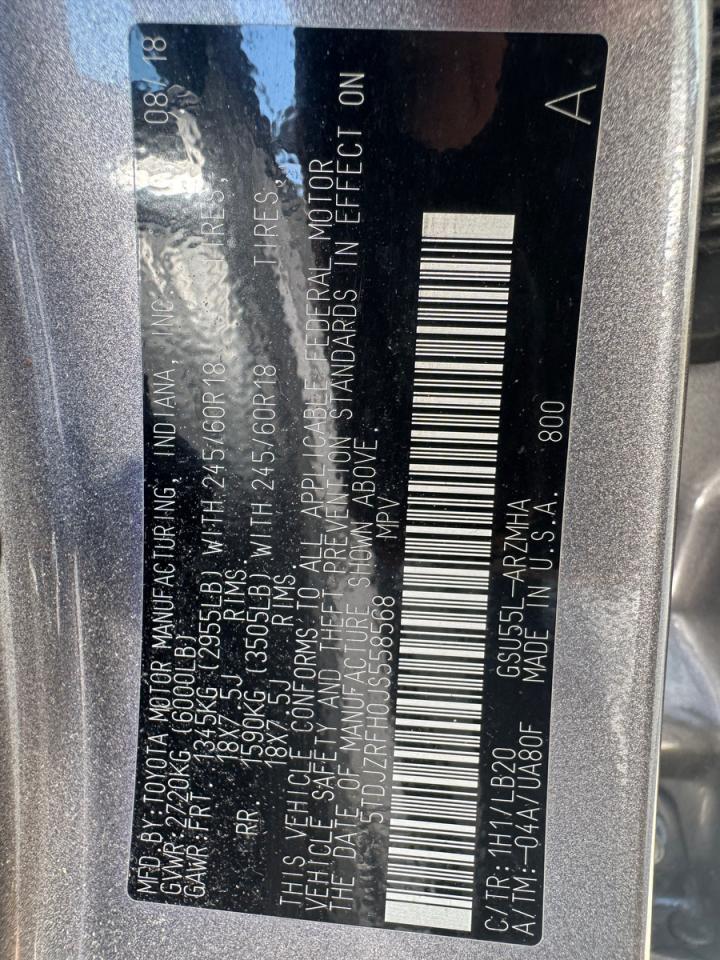 MFD.BY:TOYOTA MOTOR MANUFACTURING, INDIANA, INC. 08/18
GVWR:2720KG (6000LB)
GAWR:FRT. 1345KG (2955LB) WITH 245/60R18 TIRES,
18X7.5J RIMS.
RR. 1590KG (3505LB) WITH 245/60R18 TIRES,
18X7.5J RIMS
THIS VEHICLE CONFORMS TO ALL APPLICABLE FEDERAL MOTOR
VEHICLE SAFETY AND THEFT PREVENTION STANDARDS IN EFFECT ON
THE DATE OF MANUFACTURE SHOWN ABOVE.
5TDJZRFH0JS558568 MPV
C/TR:1H1/LB20 GSU55L-ARZMHA
A/TM:-04A/UA80F MADE IN U.S.A. 800
A